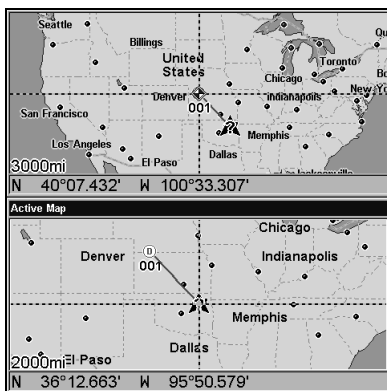 Seattle
Billings
Toronto
United
States
Chicago
Denver
Indianapolis
New Yo
001
San Francisco
Memphis
Los Angeles
El Paso
Dallas
Jacksonville
3000mi
N 40°07.432' W 100°33.307'
Active Map
Chicago
Denver
Indianapolis
001
Memphis
Dallas
El Paso
2000mi
N 36°12.663' W 95°50.579'